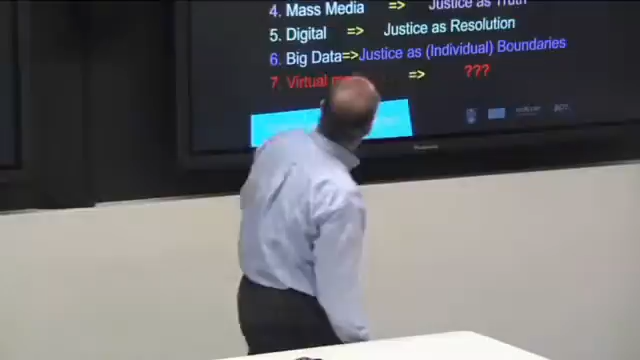 4. Mass Media => Justice as Truth
5. Digital => Justice as Resolution
6. Big Data=>Justice as (Individual) Boundaries
7. Virtual => ???
Panasonic